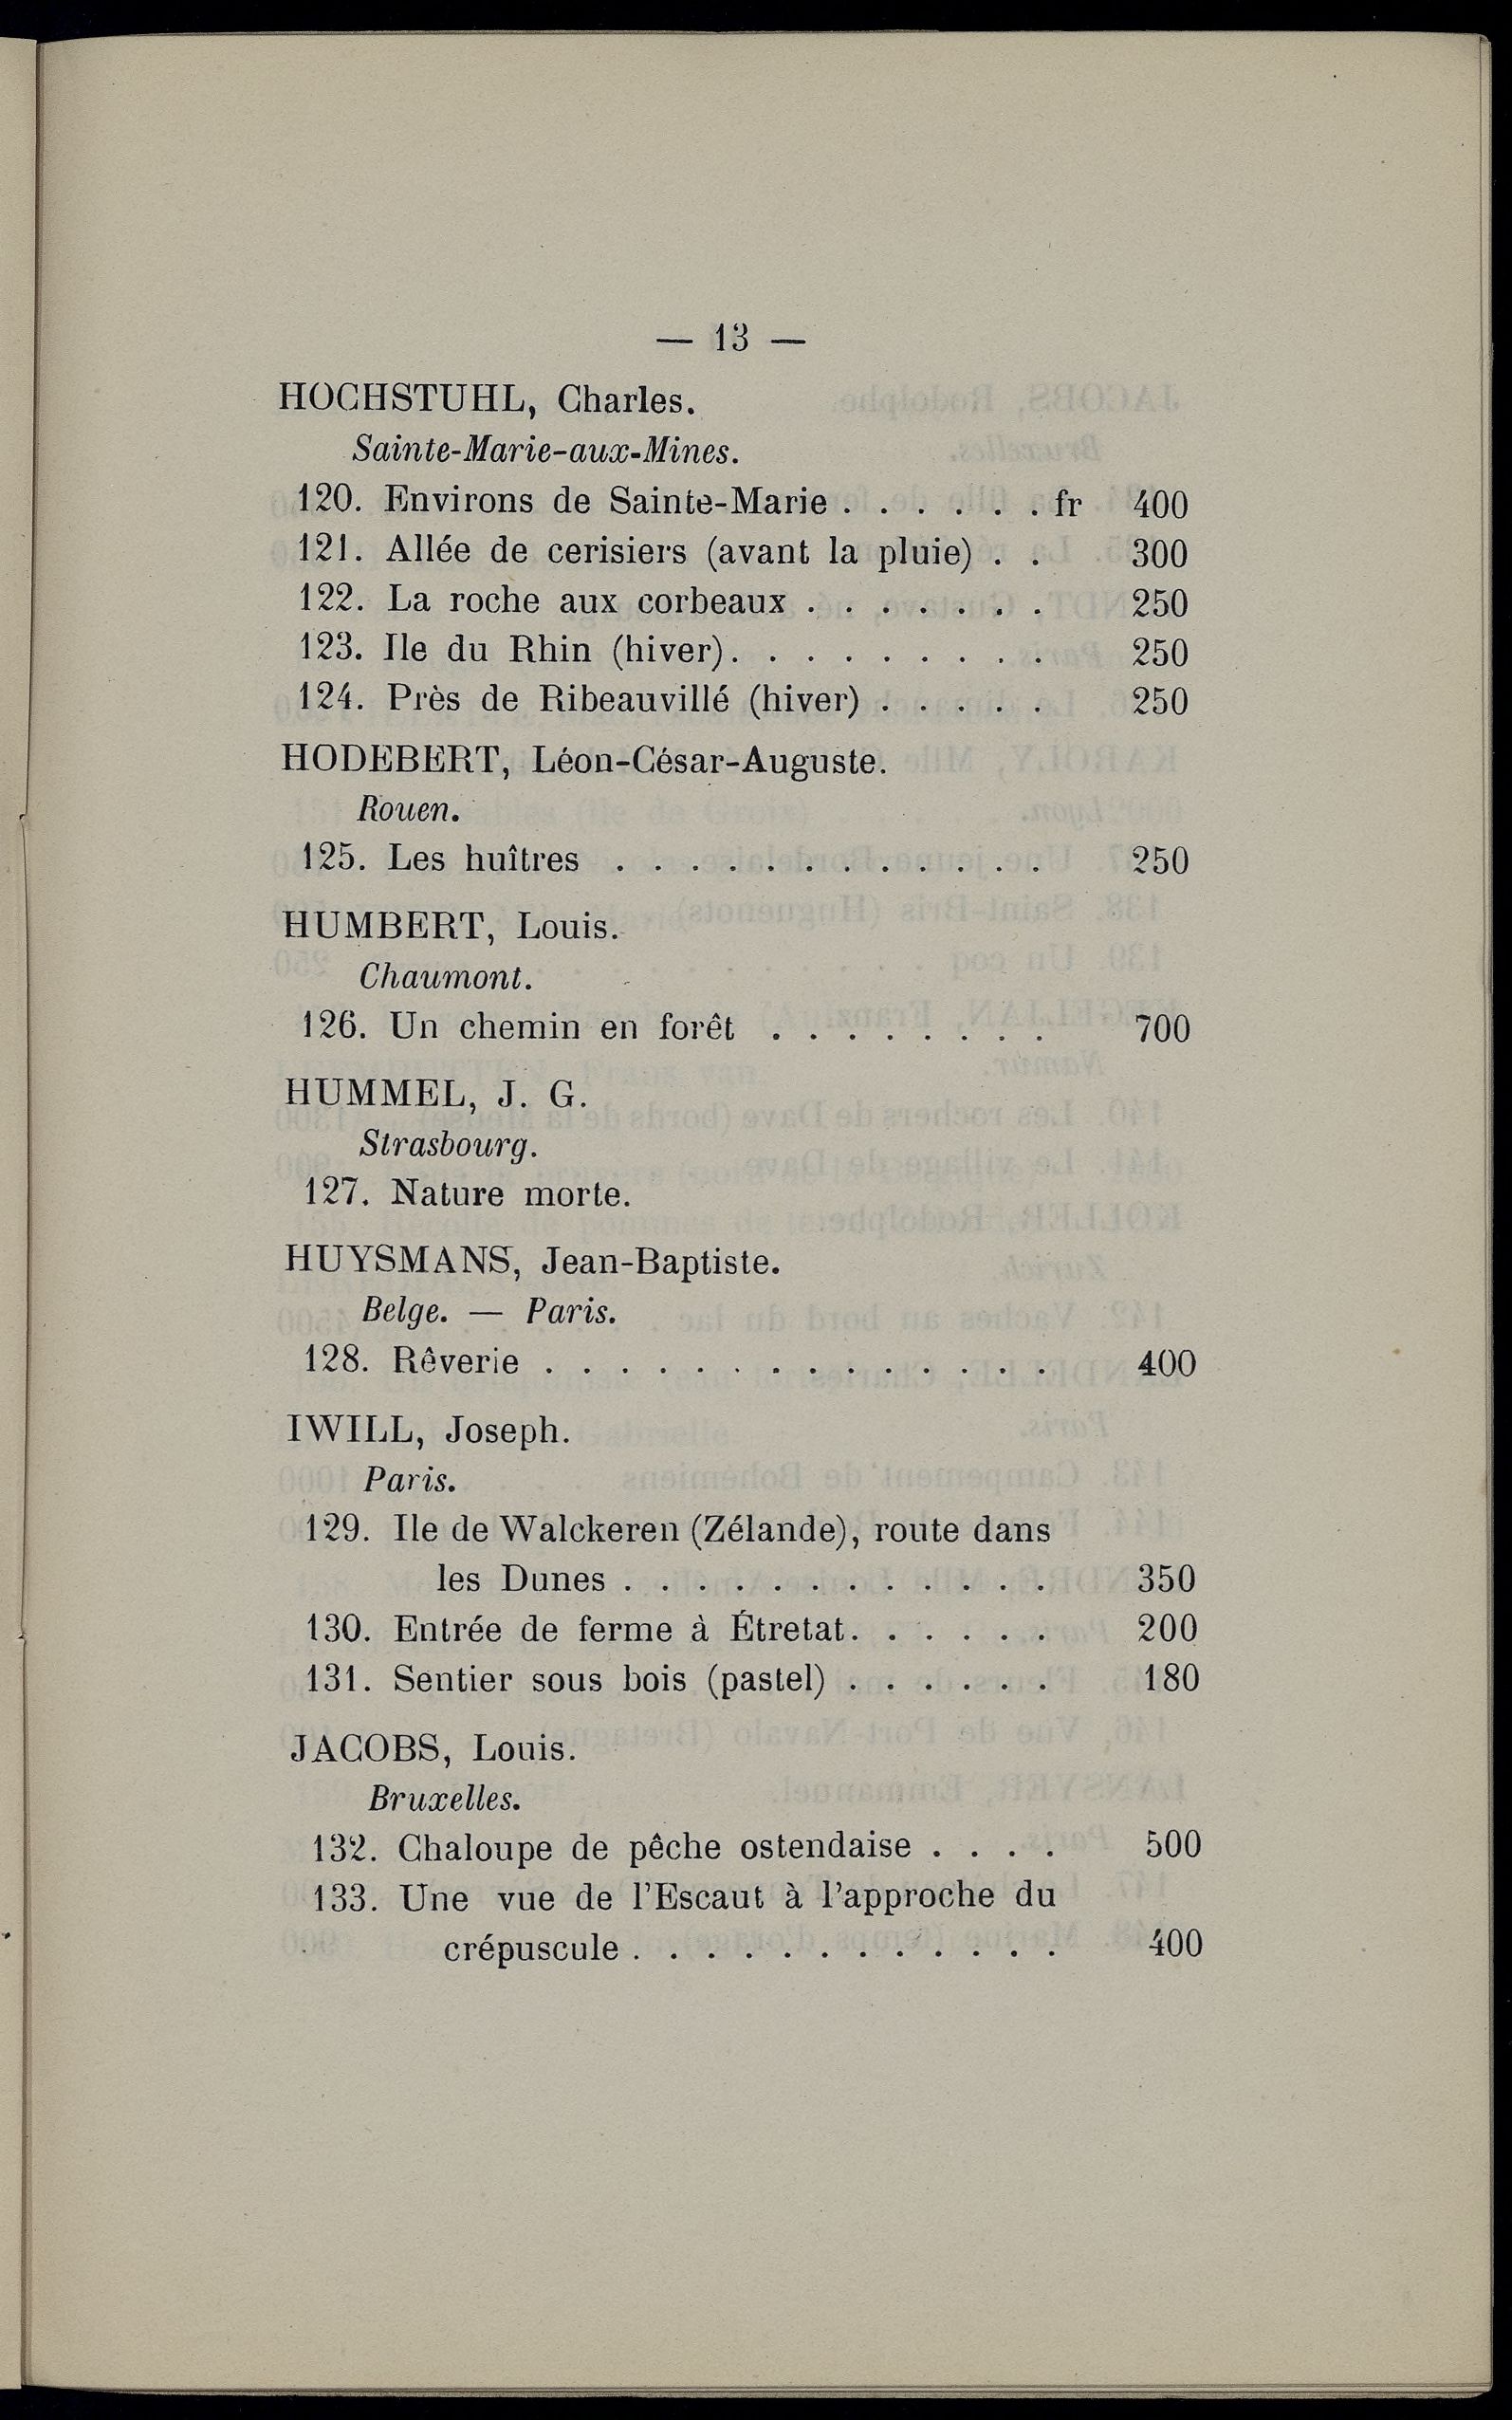 — 13 —
HOCHSTUHL, Charles.
Sainte-Marie-aux-Mines.
120. Environs de Sainte-Marie . . . . . . fr 400
121. Allée de cerisiers (avant la pluie) . . 300
122. La roche aux corbeaux . . . . . . . 250
123. Ile du Rhin (hiver). . . . . . . . . 250
124. Près de Ribeauvillé (hiver) . . . . . 250
HODEBERT, Léon-César-Auguste.
Rouen.
125. Les huîtres . . . . . . . . . . . . 250
HUMBERT, Louis.
Chaumont.
126. Un chemin en forêt . . . . . . . . 700
HUMMEL, J. G.
Strasbourg.
127. Nature morte.
HUYSMANS, Jean-Baptiste.
Belge. — Paris.
128. Rêverie . . . . . . . . . . . . . . 400
IWILL, Joseph.
Paris.
129. Ile de Walckeren (Zélande), route dans
les Dunes . . . . . . . . . . . . 350
130. Entrée de ferme à Étretat. . . . . . 200
131. Sentier sous bois (pastel) . . . . . . 180
JACOBS, Louis.
Bruxelles.
132. Chaloupe de pêche ostendaise . . . . 500
133. Une vue de l'Escaut à l'approche du
crépuscule . . . . . . . . . . . . 400